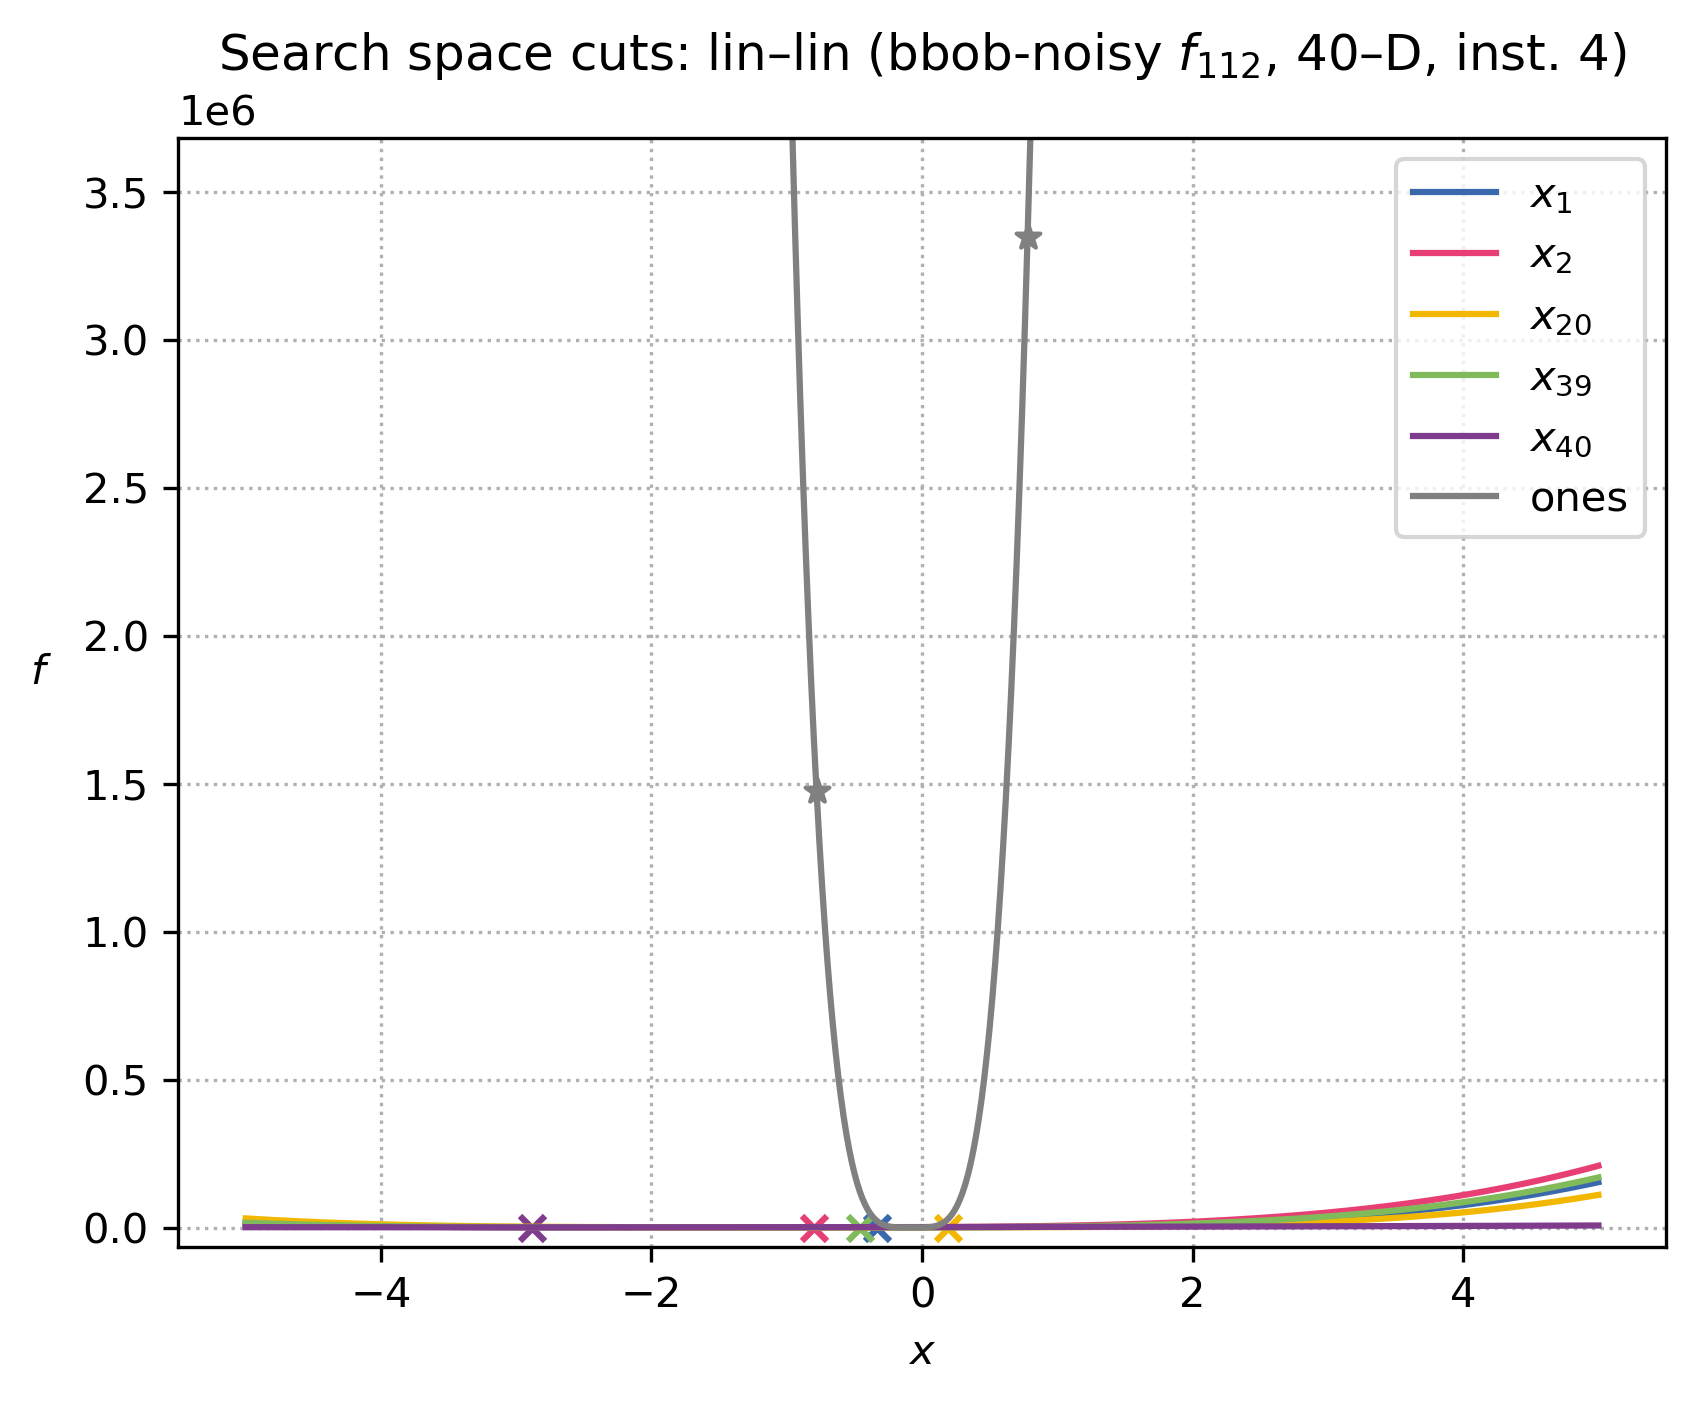 Search space cuts: lin–lin (bbob-noisy f₁₁₂, 40–D, inst. 4)
1e6
3.5
3.0
2.5
2.0
1.5
1.0
0.5
0.0
f
−4
−2
0
2
4
x
x₁
x₂
x₂₀
x₃₉
x₄₀
ones